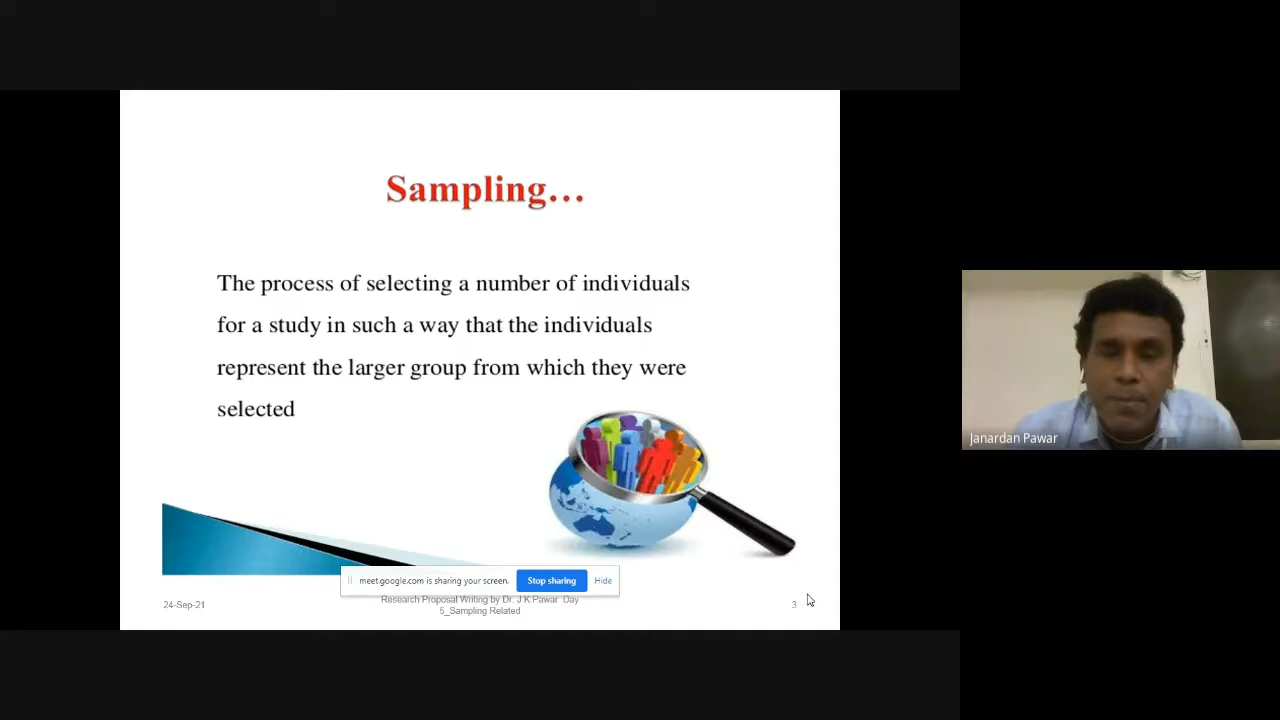 Sampling…
The process of selecting a number of individuals
for a study in such a way that the individuals
represent the larger group from which they were
selected
meet.google.com is sharing your screen.
Stop sharing
Hide
24-Sep-21
Research Proposal Writing by Dr. J K Pawar Day
5_Sampling Related
3
Janardan Pawar